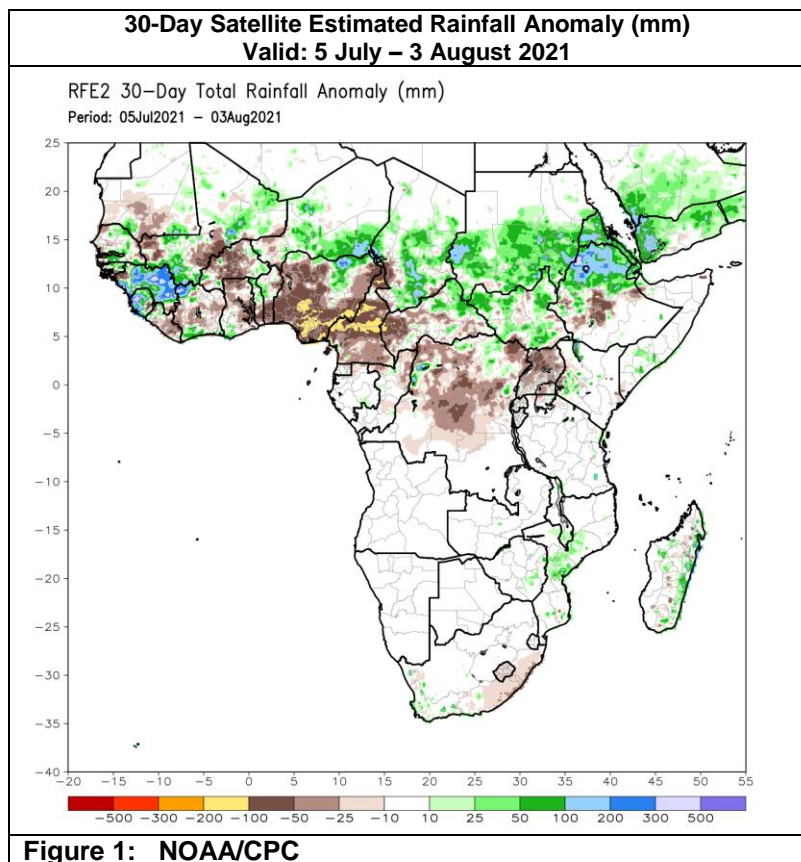 30-Day Satellite Estimated Rainfall Anomaly (mm)
Valid: 5 July – 3 August 2021
RFE2 30-Day Total Rainfall Anomaly (mm)
Period: 05Jul2021 – 03Aug2021
25
20
15
10
5
0
-5
-10
-15
-20
-25
-30
-35
-40
-20 -15 -10 -5 0 5 10 15 20 25 30 35 40 45 50 55
-500 -300 -200 -100 -50 -25 -10 10 25 50 100 200 300 500
Figure 1: NOAA/CPC